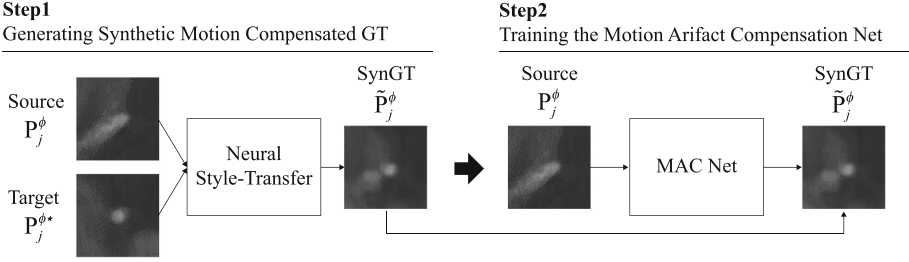 Step1
Generating Synthetic Motion Compensated GT
Source
P_j^ϕ
Target
P_j^ϕ⋆
Neural
Style-Transfer
SynGT
P̃_j^ϕ
Step2
Training the Motion Arifact Compensation Net
Source
P_j^ϕ
MAC Net
SynGT
P̃_j^ϕ